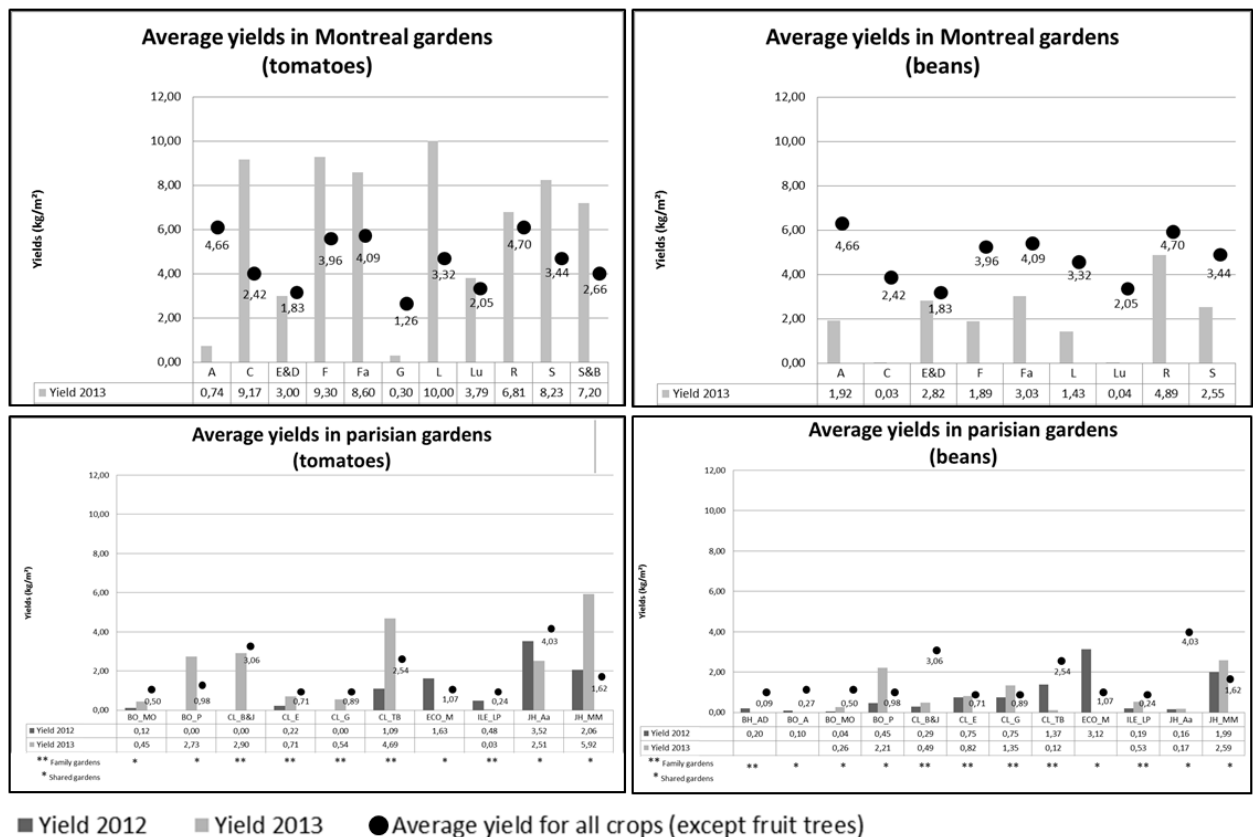 Average yields in Montreal gardens
(tomatoes)
Yields (kg/m²)
12,00
10,00
8,00
6,00
4,00
2,00
0,00
4,66
2,42
1,83
3,96
4,09
1,26
3,32
2,05
4,70
3,44
2,66
A C E&D F Fa G L Lu R S S&B
Yield 2013 0,74 9,17 3,00 9,30 8,60 0,30 10,00 3,79 6,81 8,23 7,20
Average yields in Montreal gardens
(beans)
Yields (kg/m²)
12,00
10,00
8,00
6,00
4,00
2,00
0,00
4,66
2,42
1,83
3,96
4,09
3,32
2,05
4,70
3,44
A C E&D F Fa L Lu R S
Yield 2013 1,92 0,03 2,82 1,89 3,03 1,43 0,04 4,89 2,55
Average yields in parisian gardens
(tomatoes)
Yields (kg/m²)
12,00
10,00
8,00
6,00
4,00
2,00
0,00
0,50
0,98
3,06
0,71
0,89
2,54
1,07
0,24
4,03
1,62
BO_MO BO_P CL_B&J CL_E CL_G CL_TB ECO_M ILE_LP JH_Aa JH_MM
Yield 2012 0,12 0,00 0,00 0,22 0,00 1,09 1,63 0,48 3,52 2,06
Yield 2013 0,45 2,73 2,90 0,71 0,54 4,69 0,03 2,51 5,92
** Family gardens * * ** ** ** ** * ** * *
* Shared gardens
Average yields in parisian gardens
(beans)
Yields (kg/m²)
12,00
10,00
8,00
6,00
4,00
2,00
0,00
0,09
0,27
0,50
0,98
3,06
0,71
0,89
2,54
1,07
0,24
4,03
1,62
BH_AD BO_A BO_MO BO_P CL_B&J CL_E CL_G CL_TB ECO_M ILE_LP JH_Aa JH_MM
Yield 2012 0,20 0,10 0,04 0,45 0,29 0,75 0,75 1,37 3,12 0,19 0,16 1,99
Yield 2013 0,26 2,21 0,49 0,82 1,35 0,12 0,53 0,17 2,59
** Family gardens ** * * * ** ** ** ** * ** * *
* Shared gardens
Yield 2012 Yield 2013 Average yield for all crops (except fruit trees)